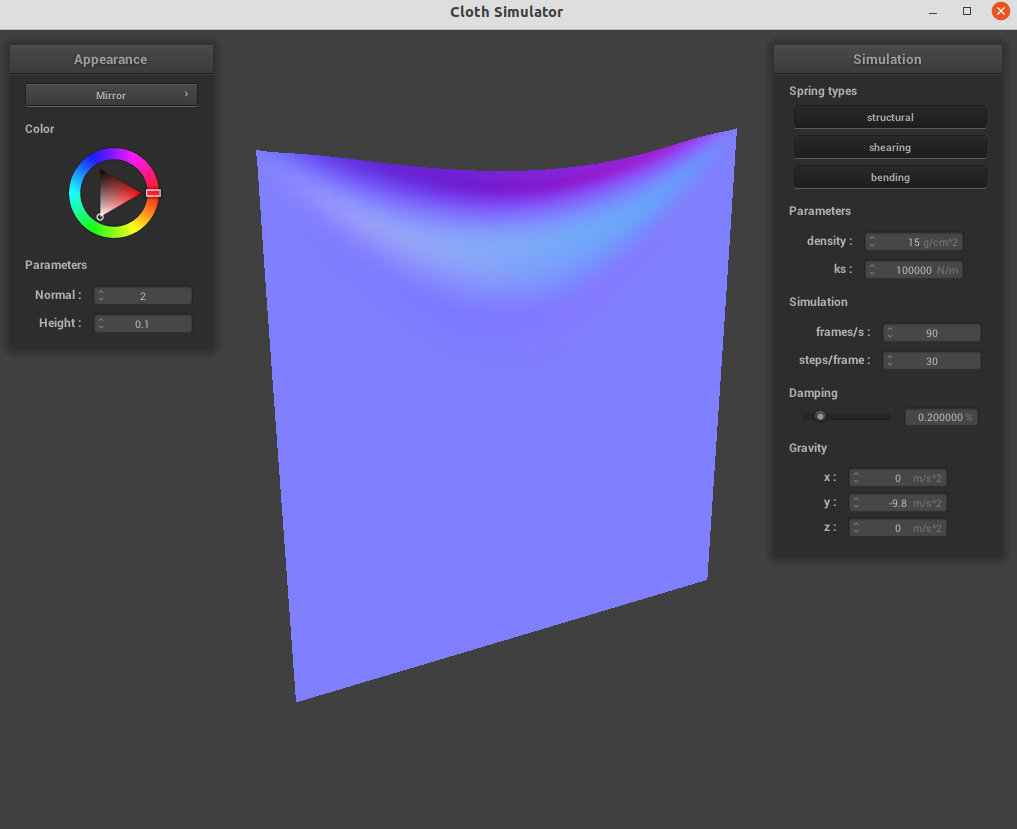 Cloth Simulator
Appearance
Mirror
Color
Parameters
Normal : 2
Height : 0.1
Simulation
Spring types
structural
shearing
bending
Parameters
density : 15 g/cm^2
ks : 100000 N/m
Simulation
frames/s : 90
steps/frame : 30
Damping
0.200000 %
Gravity
x : 0 m/s^2
y : -9.8 m/s^2
z : 0 m/s^2